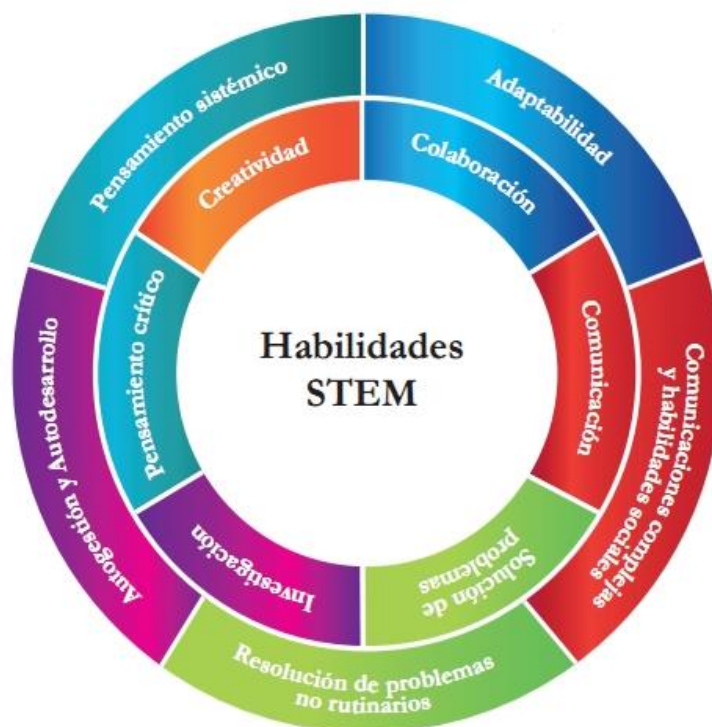 Pensamiento sistémico
Adaptabilidad
Creatividad
Colaboración
Pensamiento crítico
Habilidades
STEM
Comunicación
Comunicaciones complejas
y habilidades sociales
Autogestión y Autodesarrollo
Investigación
Solución de
problemas
Resolución de problemas
no rutinarios